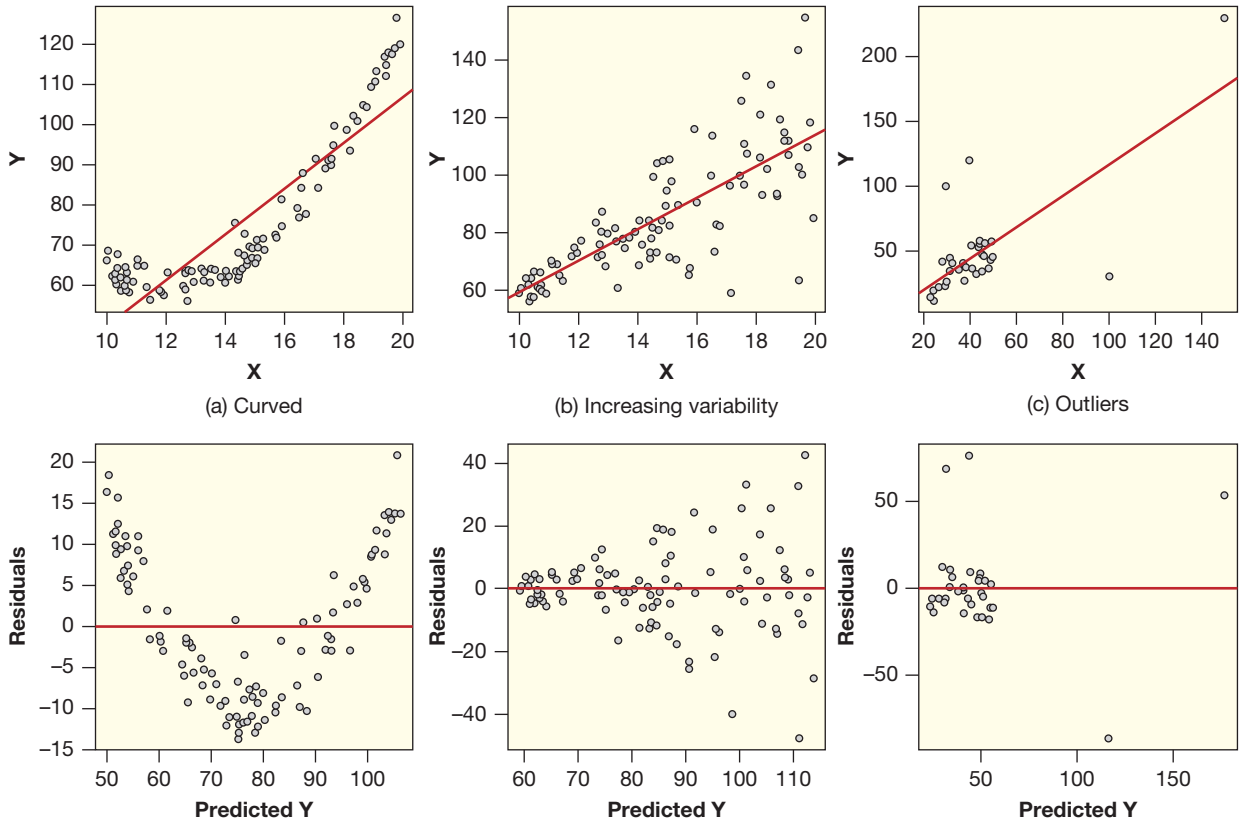 120
110
100
90
80
70
60
Y
10 12 14 16 18 20
X
(a) Curved
140
120
100
80
60
Y
10 12 14 16 18 20
X
(b) Increasing variability
200
150
100
50
Y
20 40 60 80 100 120 140
X
(c) Outliers
20
15
10
5
0
−5
−10
−15
Residuals
50 60 70 80 90 100
Predicted Y
40
20
0
−20
−40
Residuals
60 70 80 90 100 110
Predicted Y
50
0
−50
Residuals
50 100 150
Predicted Y